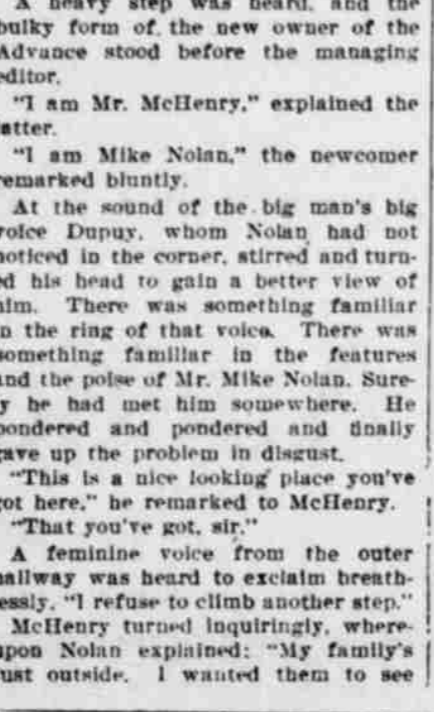 A heavy step was heard, and the
bulky form of the new owner of the
Advance stood before the managing
editor.
"I am Mr. McHenry," explained the
latter.
"I am Mike Nolan," the newcomer
remarked bluntly.
At the sound of the big man's big
voice Dupuy, whom Nolan had not
noticed in the corner, stirred and turn-
ed his head to gain a better view of
him. There was something familiar
in the ring of that voice. There was
something familiar in the features
and the poise of Mr. Mike Nolan. Sure-
ly he had met him somewhere. He
pondered and pondered and finally
gave up the problem in disgust.
"This is a nice looking place you've
got here," he remarked to McHenry.
"That you've got, sir."
A feminine voice from the outer
hallway was heard to exclaim breath-
lessly, "I refuse to climb another step."
McHenry turned inquiringly, where-
upon Nolan explained: "My family's
just outside. I wanted them to see